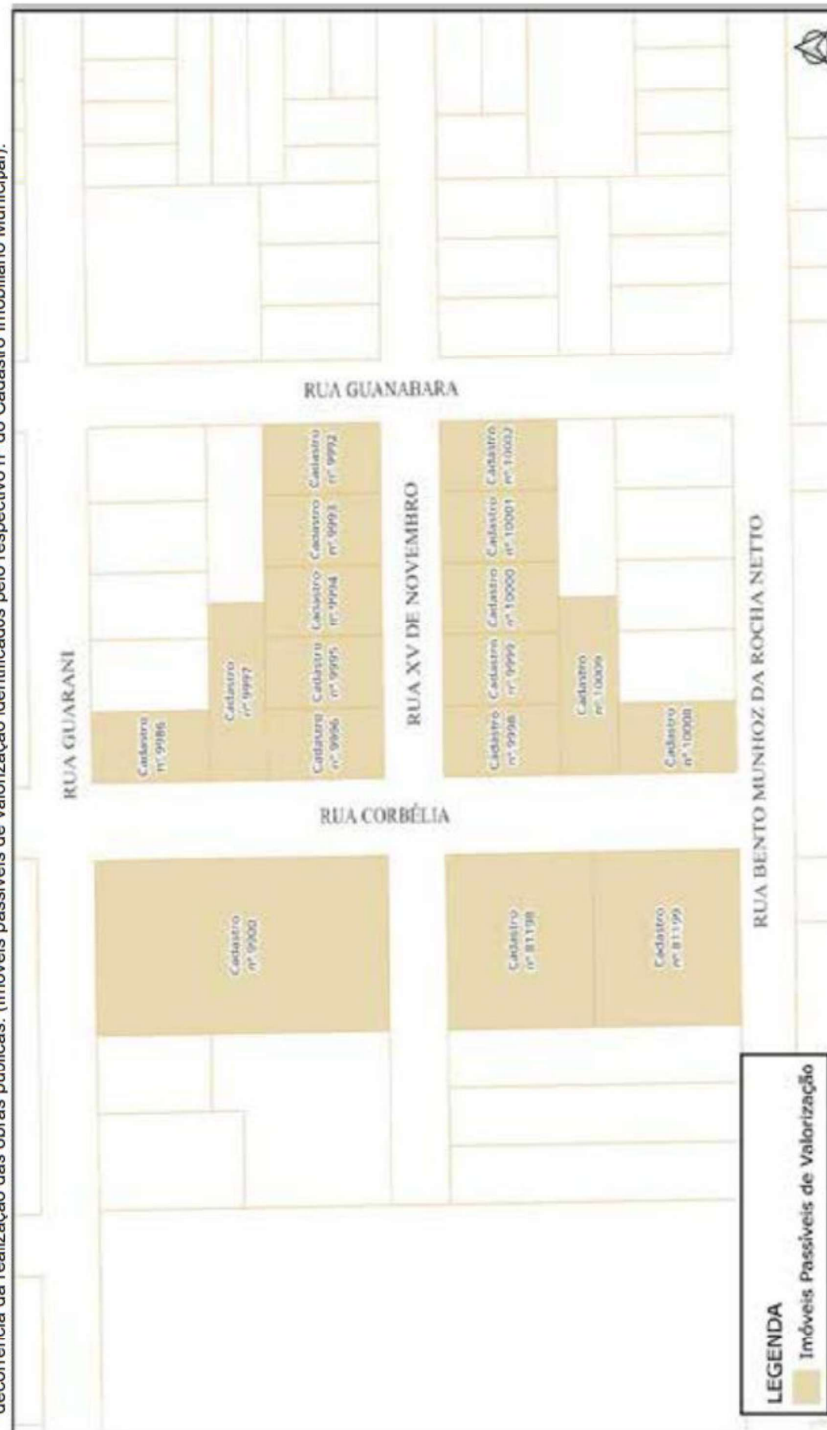 decorrência da realização das obras públicas. (Imóveis passíveis de valorização identificados pelo respectivo nº do Cadastro Imobiliário Municipal).
RUA GUARANI
RUA GUANABARA
Cadastro
nº.9986
Cadastro
nº.9997
Cadastro
nº.9996
Cadastro
nº.9995
Cadastro
nº.9994
Cadastro
nº.9993
Cadastro
nº.9992
RUA XV DE NOVEMBRO
Cadastro
nº.9998
Cadastro
nº.9999
Cadastro
nº.10000
Cadastro
nº.10001
Cadastro
nº.10002
Cadastro
nº.10009
Cadastro
nº.10008
RUA CORBÉLIA
Cadastro
nº.9900
Cadastro
nº.81198
Cadastro
nº.81199
RUA BENTO MUNHOZ DA ROCHA NETTO
LEGENDA
Imóveis Passíveis de Valorização